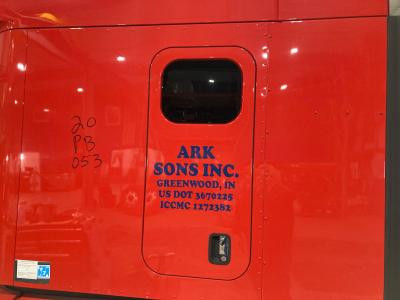 20
PB
053
ARK
SONS INC.
GREENWOOD, IN
US DOT 3670225
ICCMC 1272382